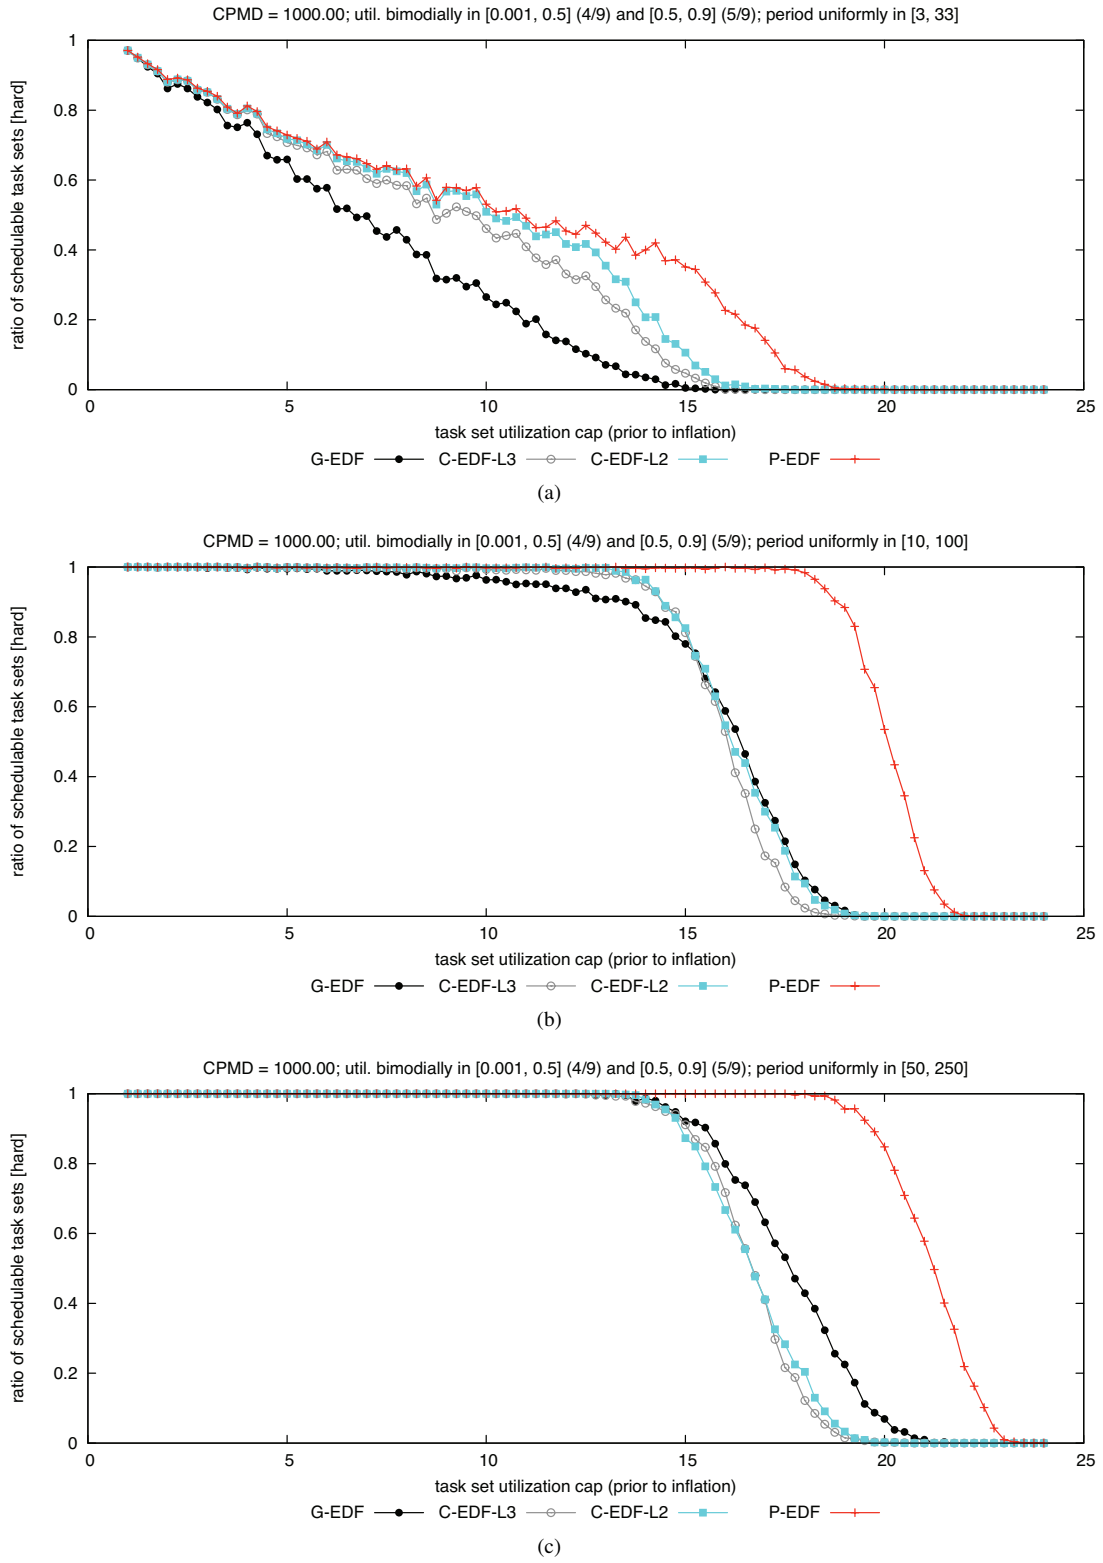 CPMD = 1000.00; util. bimodially in [0.001, 0.5] (4/9) and [0.5, 0.9] (5/9); period uniformly in [3, 33]
ratio of schedulable task sets [hard]
1
0.8
0.6
0.4
0.2
0
0 5 10 15 20 25
task set utilization cap (prior to inflation)
G-EDF C-EDF-L3 C-EDF-L2 P-EDF
(a)
CPMD = 1000.00; util. bimodially in [0.001, 0.5] (4/9) and [0.5, 0.9] (5/9); period uniformly in [10, 100]
ratio of schedulable task sets [hard]
1
0.8
0.6
0.4
0.2
0
0 5 10 15 20 25
task set utilization cap (prior to inflation)
G-EDF C-EDF-L3 C-EDF-L2 P-EDF
(b)
CPMD = 1000.00; util. bimodially in [0.001, 0.5] (4/9) and [0.5, 0.9] (5/9); period uniformly in [50, 250]
ratio of schedulable task sets [hard]
1
0.8
0.6
0.4
0.2
0
0 5 10 15 20 25
task set utilization cap (prior to inflation)
G-EDF C-EDF-L3 C-EDF-L2 P-EDF
(c)